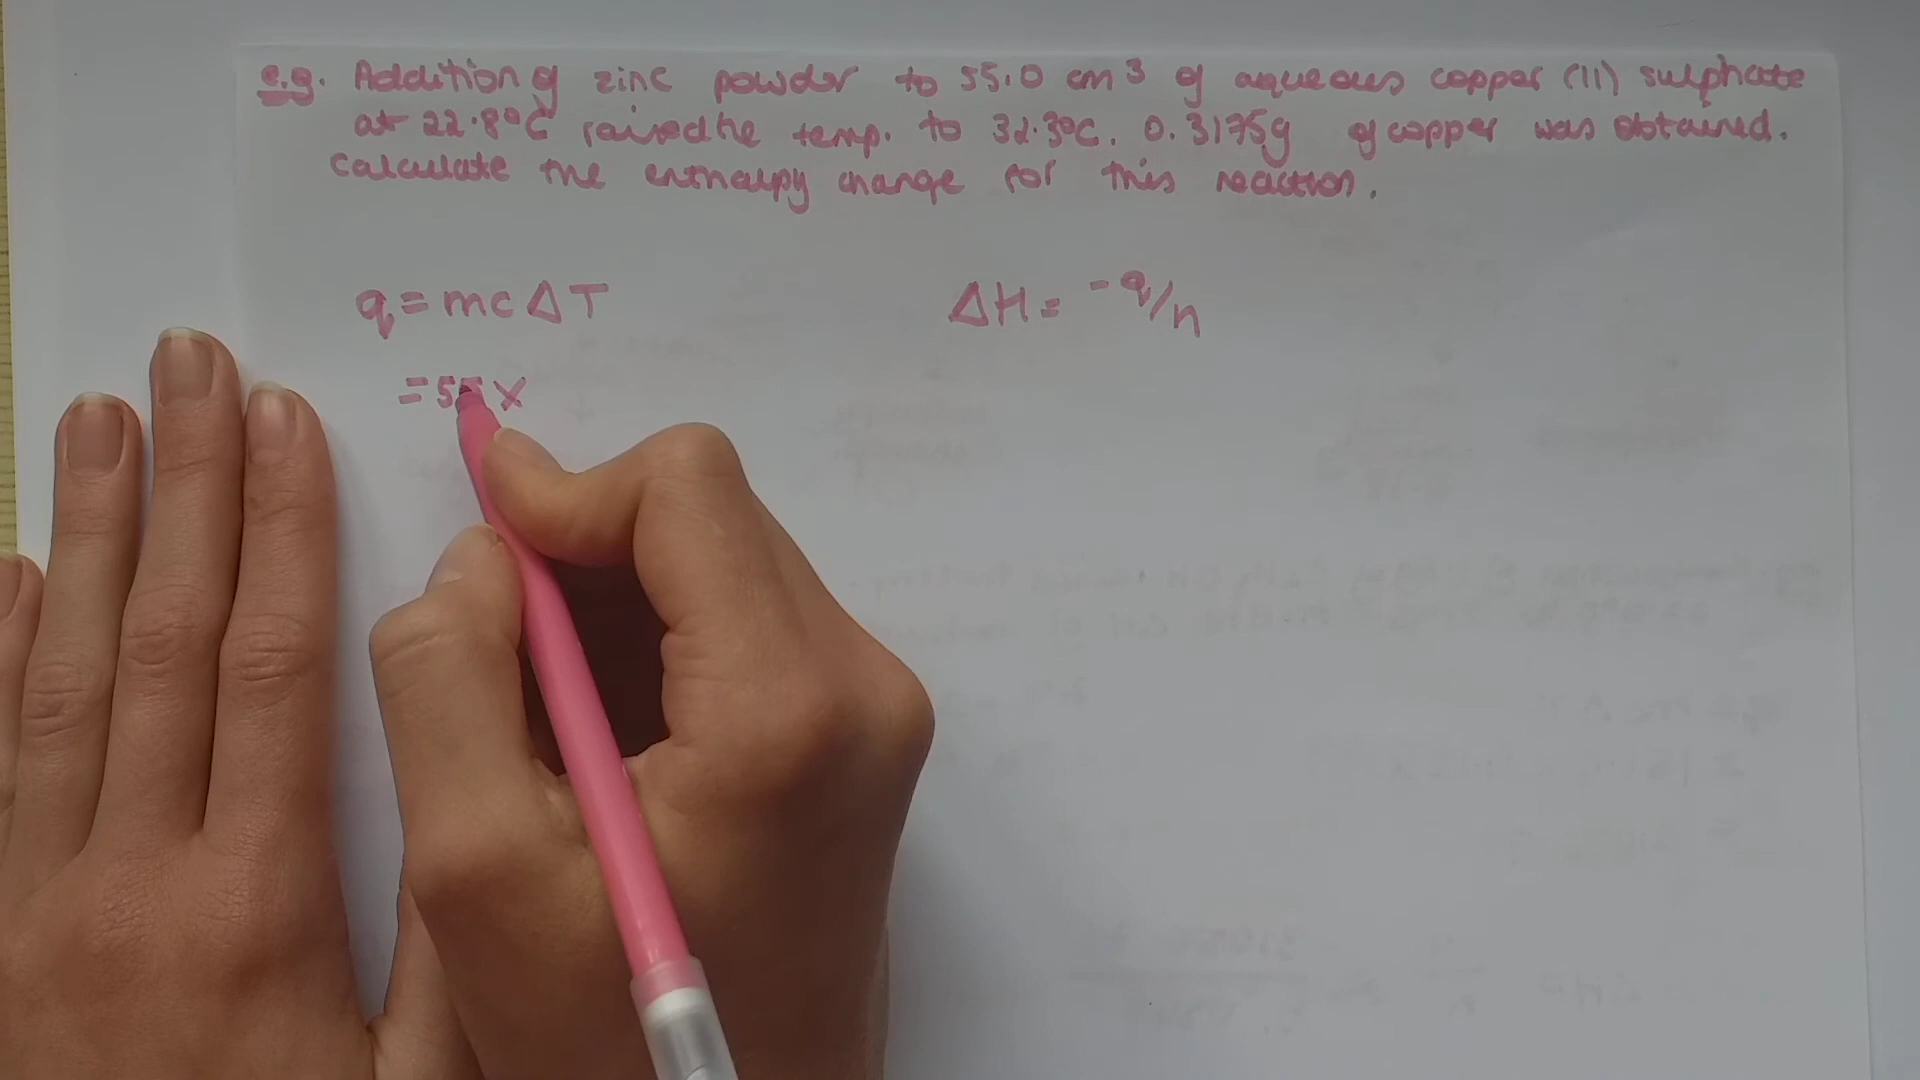 e.g. Addition of zinc powder to 55.0 cm3 of aqueous copper (II) sulphate
at 22.8°C raised the temp. to 32.3°C. 0.3175g of copper was obtained.
Calculate the enthalpy change for this reaction.
q = mcΔT
ΔH = -q/n
= 55 ×